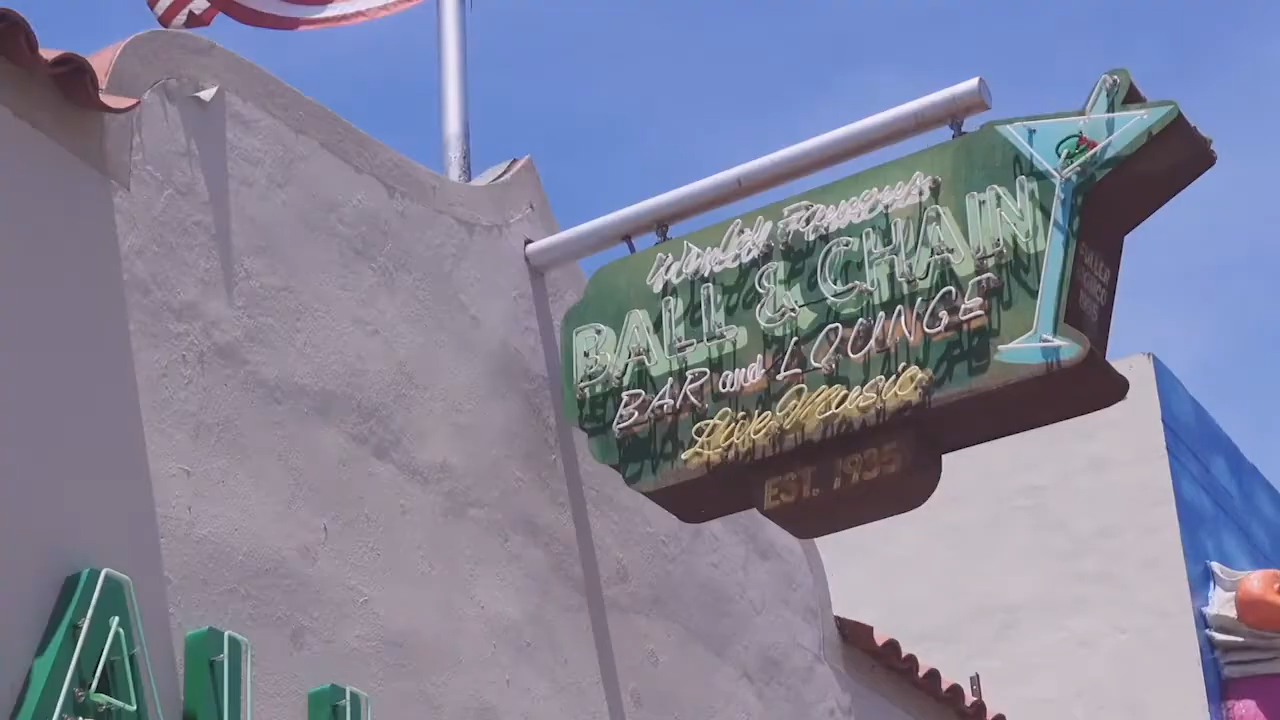 World Famous
BALL & CHAIN
BAR and LOUNGE
Live Music
EST. 1935
A